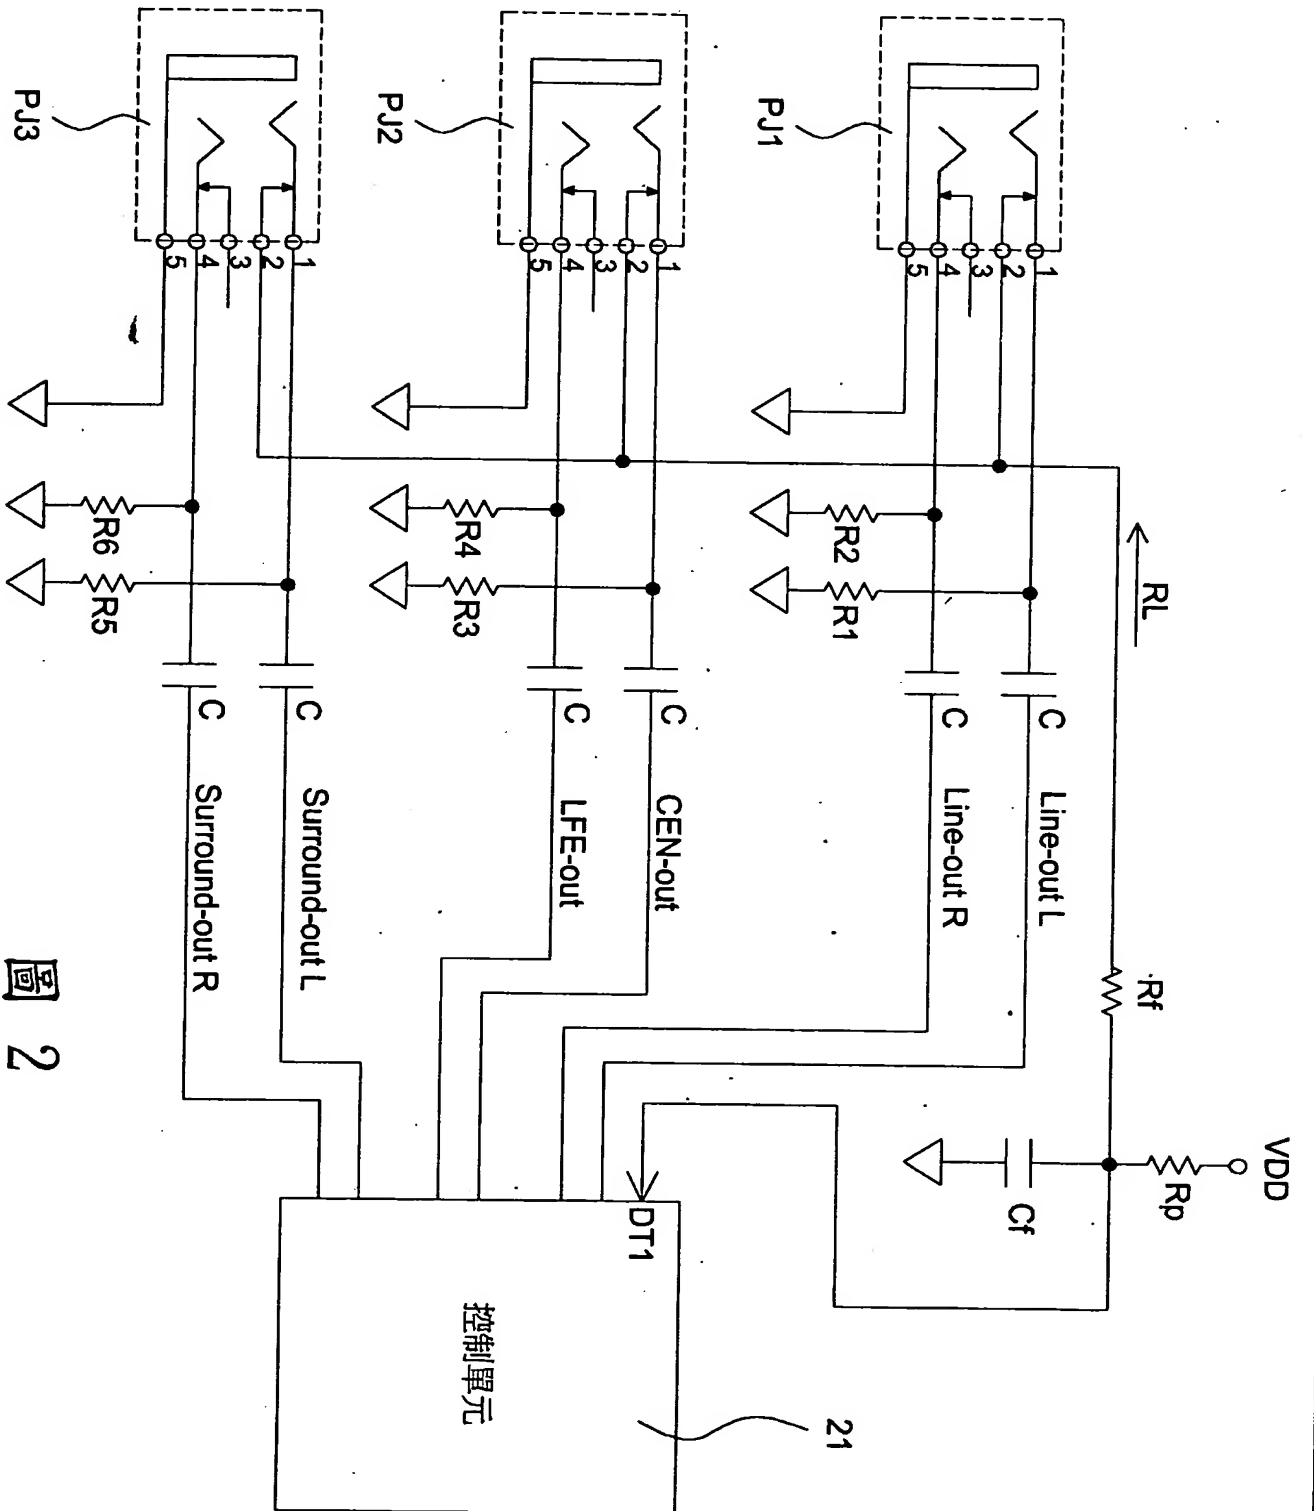 VDD
Rp
Cf
Rf
RL
PJ1
1
2
3
4
5
R2
R1
C
C
Line-out L
Line-out R
PJ2
1
2
3
4
5
R4
R3
C
C
CEN-out
LFE-out
PJ3
1
2
3
4
5
R6
R5
C
C
Surround-out L
Surround-out R
DT1
控制單元
21
圖 2